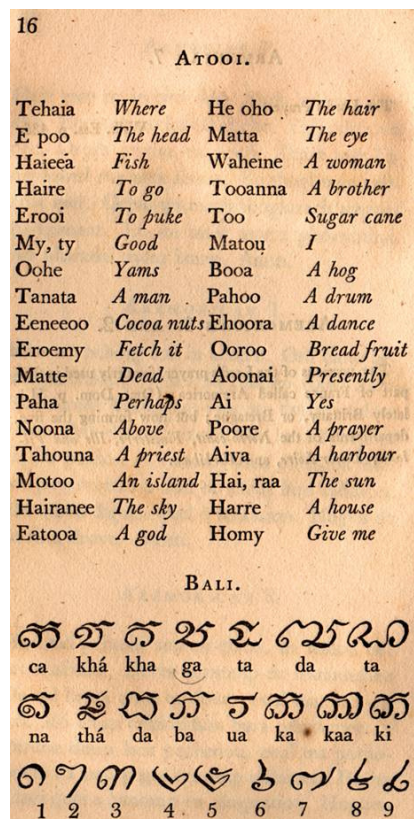 16
ATOOI.
Tehaia Where He oho The hair
E poo The head Matta The eye
Haieea Fish Waheine A woman
Haire To go Tooanna A brother
Erooi To puke Too Sugar cane
My, ty Good Matou I
Oohe Yams Booa A hog
Tanata A man Pahoo A drum
Eeneeoo Cocoa nuts Ehoora A dance
Eroemy Fetch it Ooroo Bread fruit
Matte Dead Aoonai Presently
Paha Perhaps Ai Yes
Noona Above Poore A prayer
Tahouna A priest Aiva A harbour
Motoo An island Hai, raa The sun
Hairanee The sky Harre A house
Eatooa A god Homy Give me
BALI.
ca khá kha ga ta da ta
na thá da ba ua ka kaa ki
1 2 3 4 5 6 7 8 9